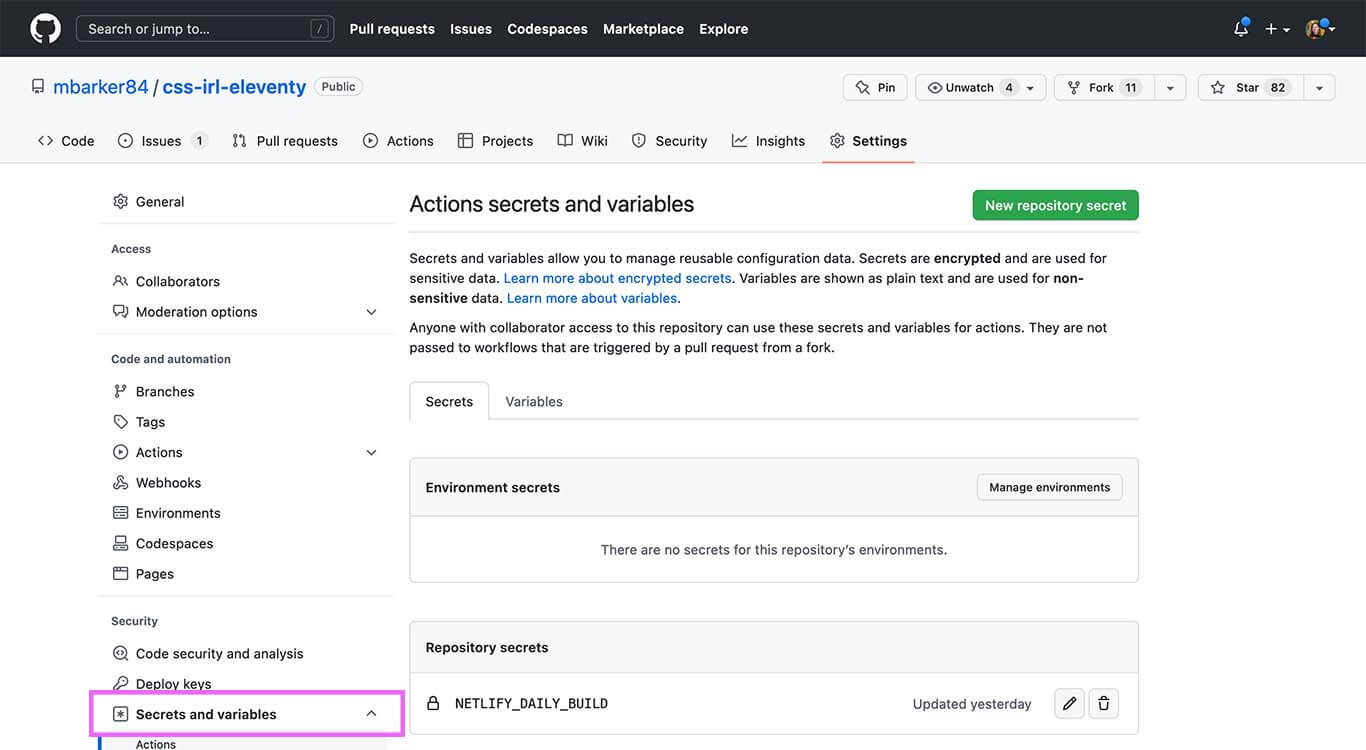 Search or jump to... /
Pull requests Issues Codespaces Marketplace Explore
mbarker84 / css-irl-eleventy Public
Pin Unwatch 4 Fork 11 Star 82
Code Issues 1 Pull requests Actions Projects Wiki Security Insights Settings
General
Access
Collaborators
Moderation options
Code and automation
Branches
Tags
Actions
Webhooks
Environments
Codespaces
Pages
Security
Code security and analysis
Deploy keys
Secrets and variables
Actions
Actions secrets and variables
New repository secret
Secrets and variables allow you to manage reusable configuration data. Secrets are encrypted and are used for
sensitive data. Learn more about encrypted secrets. Variables are shown as plain text and are used for non-
sensitive data. Learn more about variables.
Anyone with collaborator access to this repository can use these secrets and variables for actions. They are not
passed to workflows that are triggered by a pull request from a fork.
Secrets Variables
Environment secrets Manage environments
There are no secrets for this repository's environments.
Repository secrets
NETLIFY_DAILY_BUILD Updated yesterday